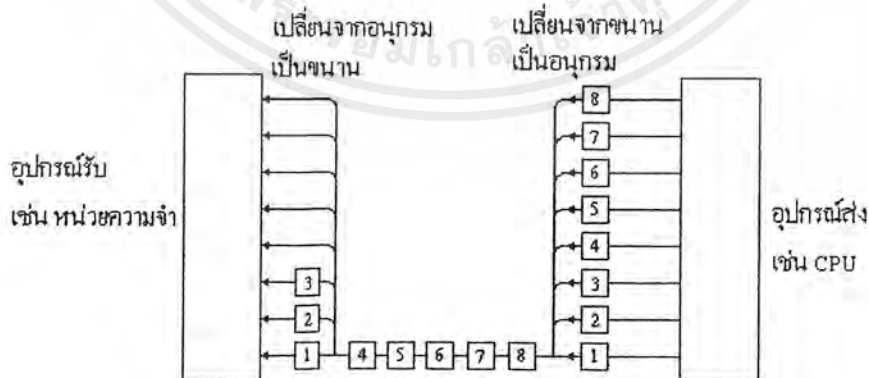 เปลี่ยนจากอนุกรม
เป็นขนาน
เปลี่ยนจากขนาน
เป็นอนุกรม
อุปกรณ์รับ
เช่น หน่วยความจำ
8
7
6
5
4
3
2
1
อุปกรณ์ส่ง
เช่น CPU
3
2
1 4 5 6 7 8